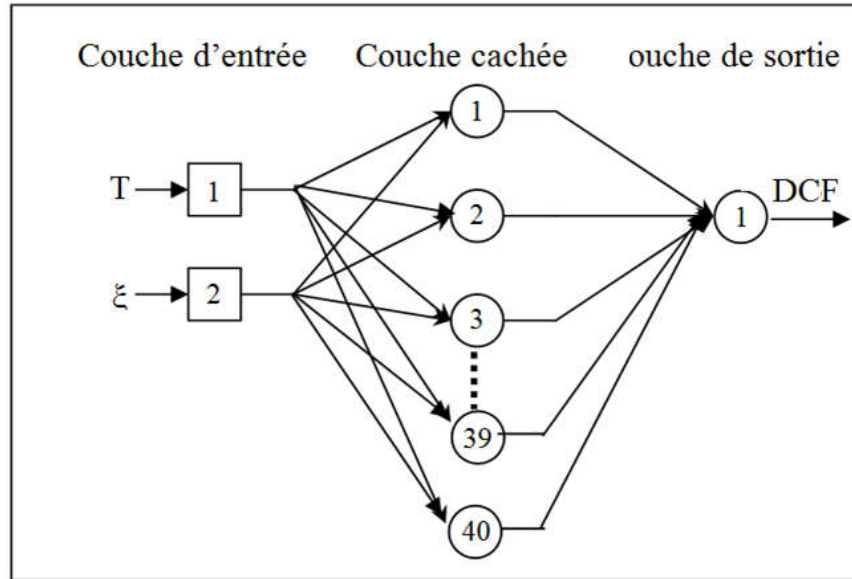 Couche d'entrée Couche cachée ouche de sortie
1
T 1 DCF
2 1
ξ 2
3
39
40